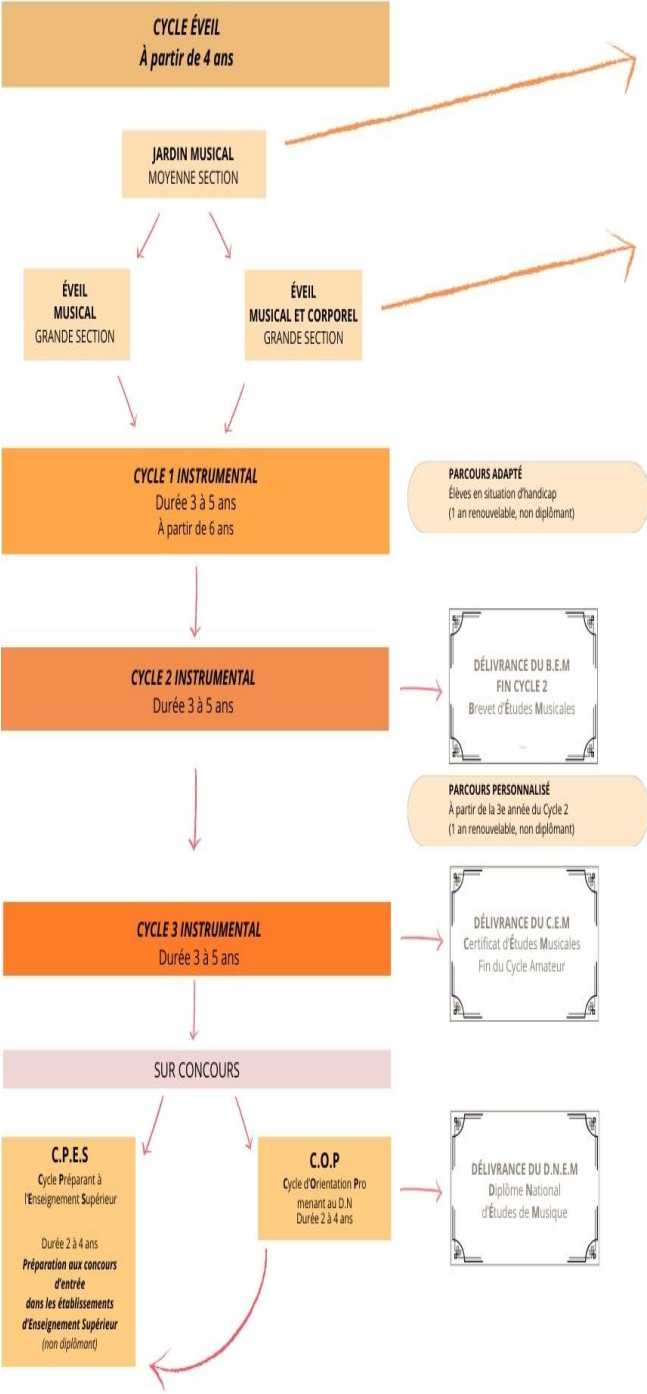 CYCLE ÉVEIL
À partir de 4 ans
JARDIN MUSICAL
MOYENNE SECTION
ÉVEIL
MUSICAL
GRANDE SECTION
ÉVEIL
MUSICAL ET CORPOREL
GRANDE SECTION
CYCLE 1 INSTRUMENTAL
Durée 3 à 5 ans
À partir de 6 ans
PARCOURS ADAPTÉ
Élèves en situation d'handicap
(1 an renouvelable, non diplômant)
CYCLE 2 INSTRUMENTAL
Durée 3 à 5 ans
DÉLIVRANCE DU B.E.M
FIN CYCLE 2
Brevet d'Études Musicales
PARCOURS PERSONNALISÉ
À partir de la 3e année du Cycle 2
(1 an renouvelable, non diplômant)
CYCLE 3 INSTRUMENTAL
Durée 3 à 5 ans
DÉLIVRANCE DU C.E.M
Certificat d'Études Musicales
Fin du Cycle Amateur
SUR CONCOURS
C.P.E.S
Cycle Préparant à
l'Enseignement Supérieur
Durée 2 à 4 ans
Préparation aux concours
d'entrée
dans les établissements
d'Enseignement Supérieur
(non diplômant)
C.O.P
Cycle d'Orientation Pro
menant au D.N
Durée 2 à 4 ans
DÉLIVRANCE DU D.N.E.M
Diplôme National
d'Études de Musique